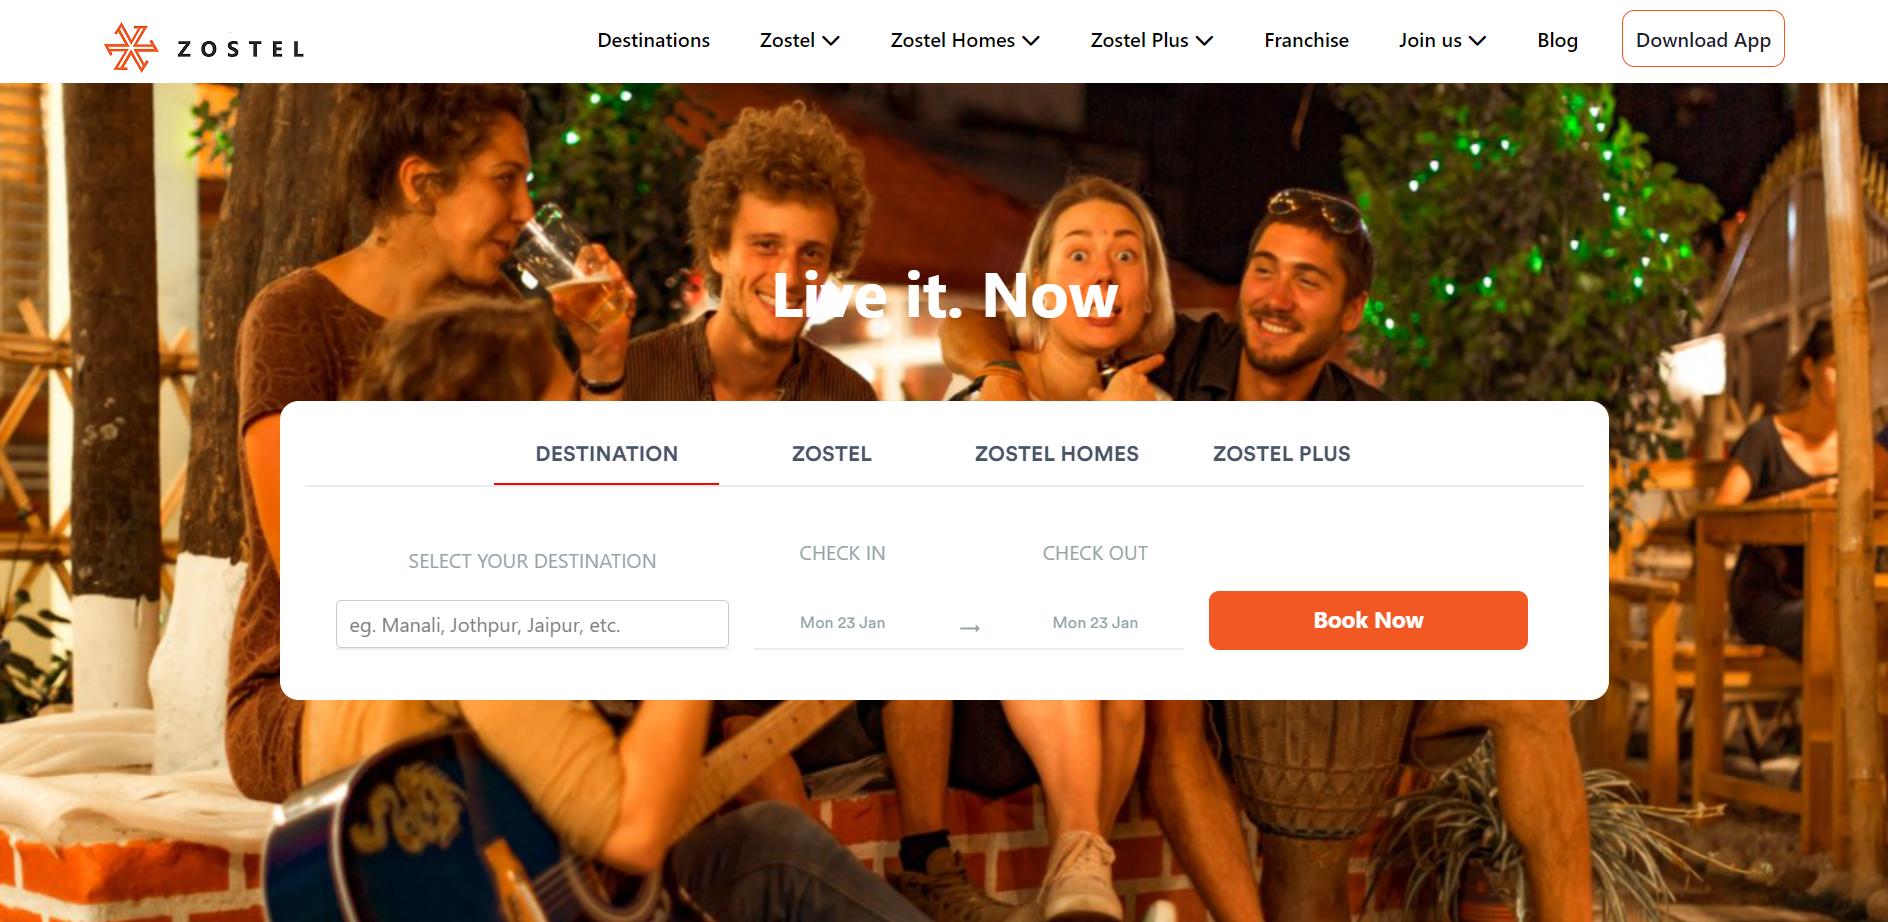 ZOSTEL
Destinations
Zostel
Zostel Homes
Zostel Plus
Franchise
Join us
Blog
Download App
Live it. Now
DESTINATION
ZOSTEL
ZOSTEL HOMES
ZOSTEL PLUS
SELECT YOUR DESTINATION
CHECK IN
CHECK OUT
eg. Manali, Jothpur, Jaipur, etc.
Mon 23 Jan
→
Mon 23 Jan
Book Now